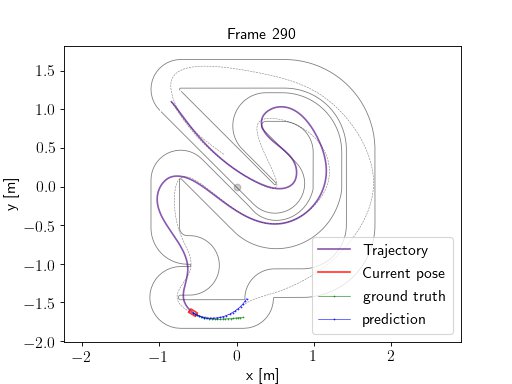 Frame 290
1.5
1.0
0.5
0.0
−0.5
−1.0
−1.5
−2.0
y [m]
−2
−1
0
1
2
x [m]
Trajectory
Current pose
ground truth
prediction